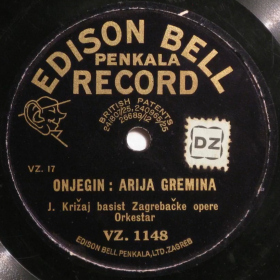 EDISON BELL
PENKALA
RECORD
BRITISH PATENTS
DZ
VZ. 17
ONJEGIN : ARIJA GREMINA
J. Križaj basist Zagrebačke opere
Orkestar
VZ. 1148
EDISON BELL PENKALA, LTD. ZAGREB